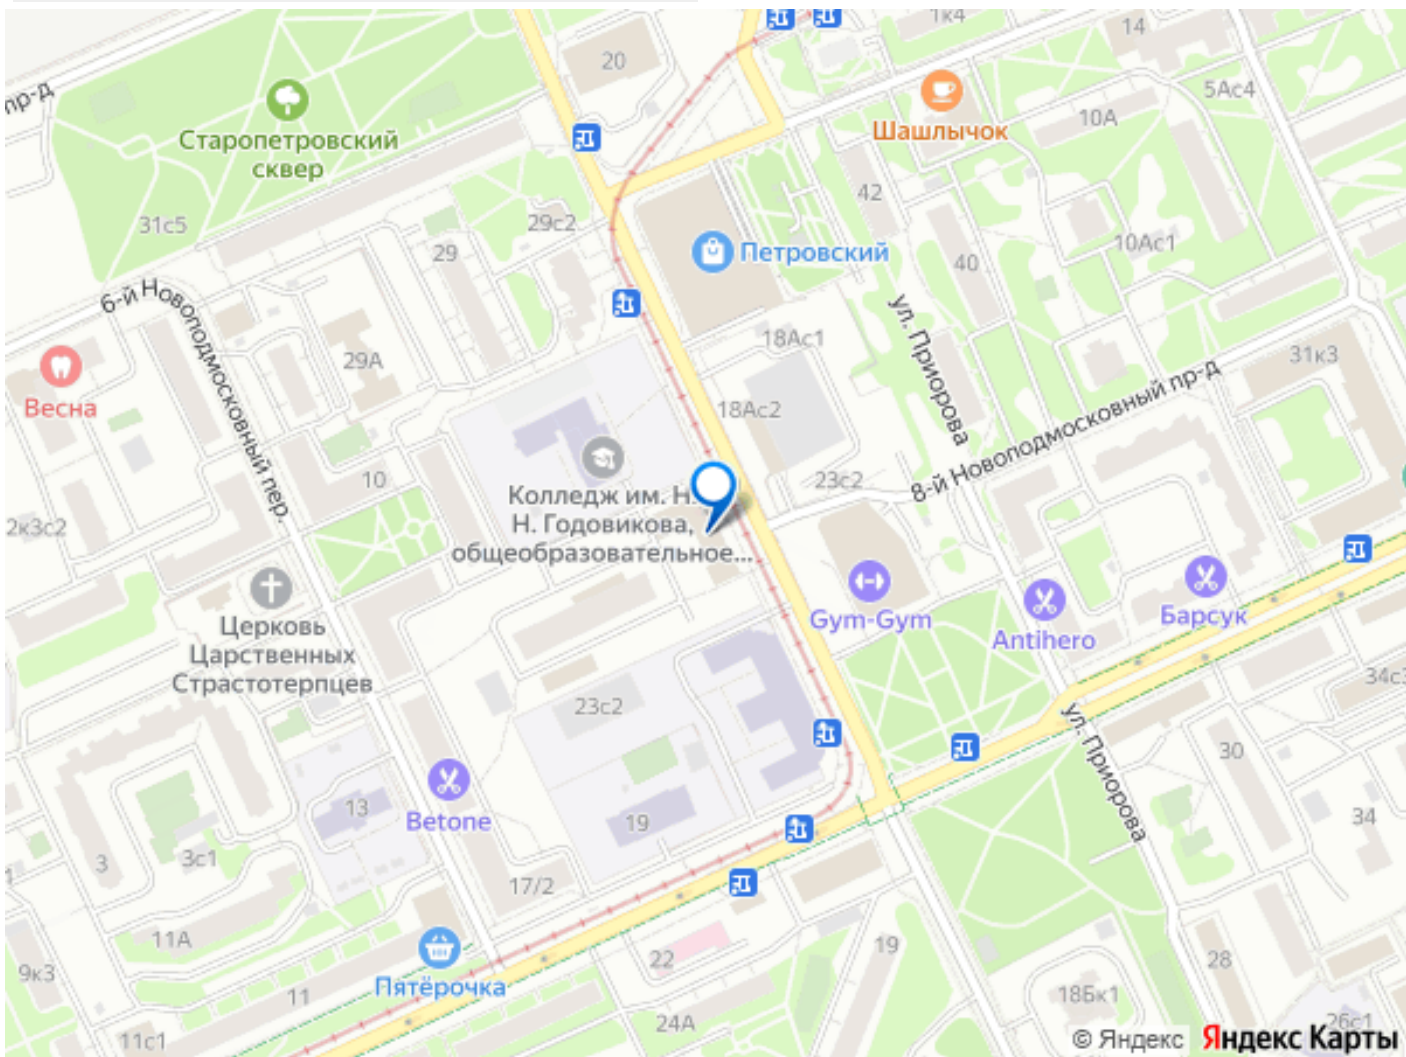 1к4
14
20
5Ас4
пр-д
10А
Шашлычок
Старопетровский
сквер
42
31с5
29с2
29
10Ас1
Петровский
40
6-й Новоподмосковный пер.
ул. Приорова
18Ас1
31к3
29А
Весна
8-й Новоподмосковный пр-д
18Ас2
10
23с2
Колледж им. Н.
Н. Годовикова,
общеобразовательное...
2к3с2
Gym-Gym
Antihero
Барсук
Церковь
Царственных
Страстотерпцев
34с3
23с2
ул. Приорова
30
13
Betone
19
34
3
3с1
17/2
11А
19
9к3
22
28
Пятёрочка
11
18Бк1
24А
26с1
11с1
© Яндекс Яндекс Карты